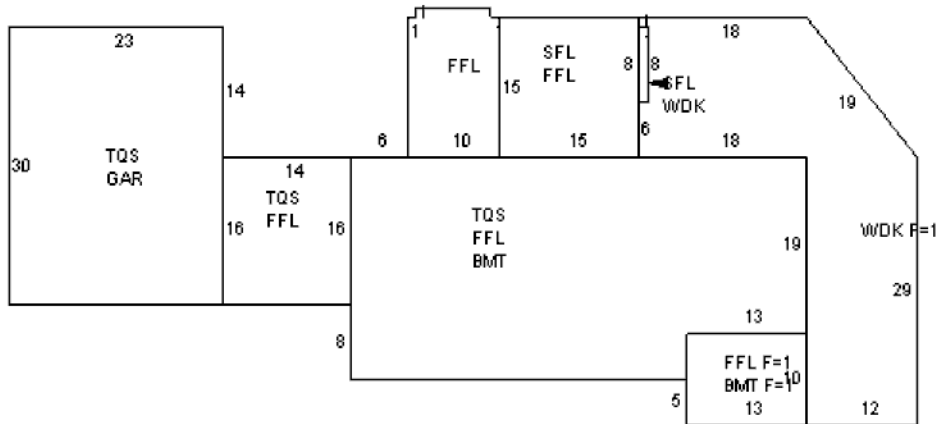 23
1
FFL
SFL
FFL
18
8
8
SFL
WDK
14
15
19
6
10
15
6
18
30
TQS
GAR
14
TQS
FFL
16
16
TQS
FFL
BMT
19
WDK F=1
29
13
8
FFL F=1
BMT F=1
10
5
13
12